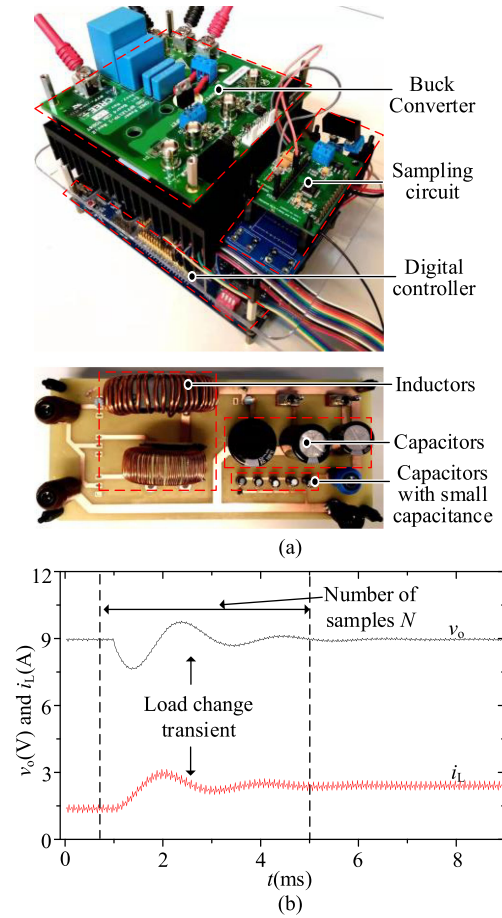 Buck
Converter
Sampling
circuit
Digital
controller
Inductors
Capacitors
Capacitors
with small
capacitance
(a)
12
Number of
samples N
vo
9
Load change
transient
6
iL
3
0
vo(V) and iL(A)
0 2 4 6 8
t(ms)
(b)